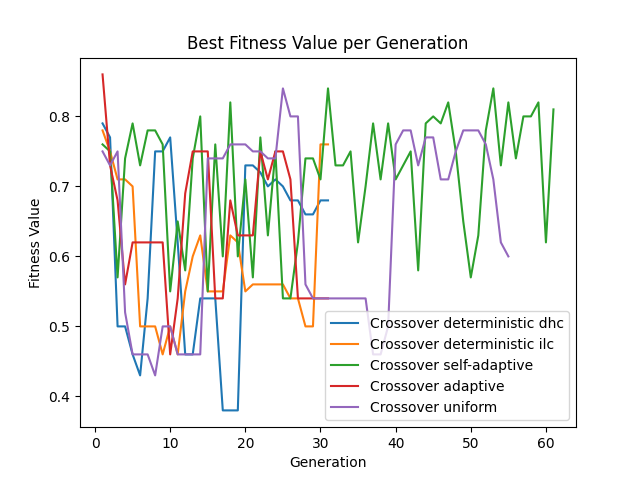 Best Fitness Value per Generation
Fitness Value
0.8
0.7
0.6
0.5
0.4
0 10 20 30 40 50 60
Generation
Crossover deterministic dhc
Crossover deterministic ilc
Crossover self-adaptive
Crossover adaptive
Crossover uniform